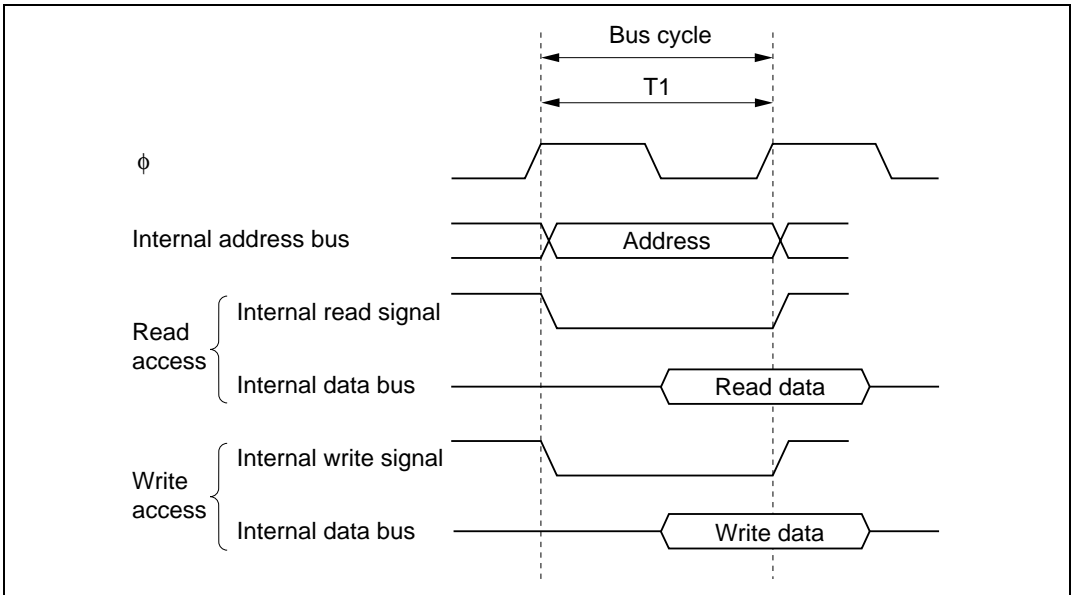 Bus cycle
T1
ϕ
Internal address bus
Address
Read
access
Internal read signal
Internal data bus
Read data
Write
access
Internal write signal
Internal data bus
Write data